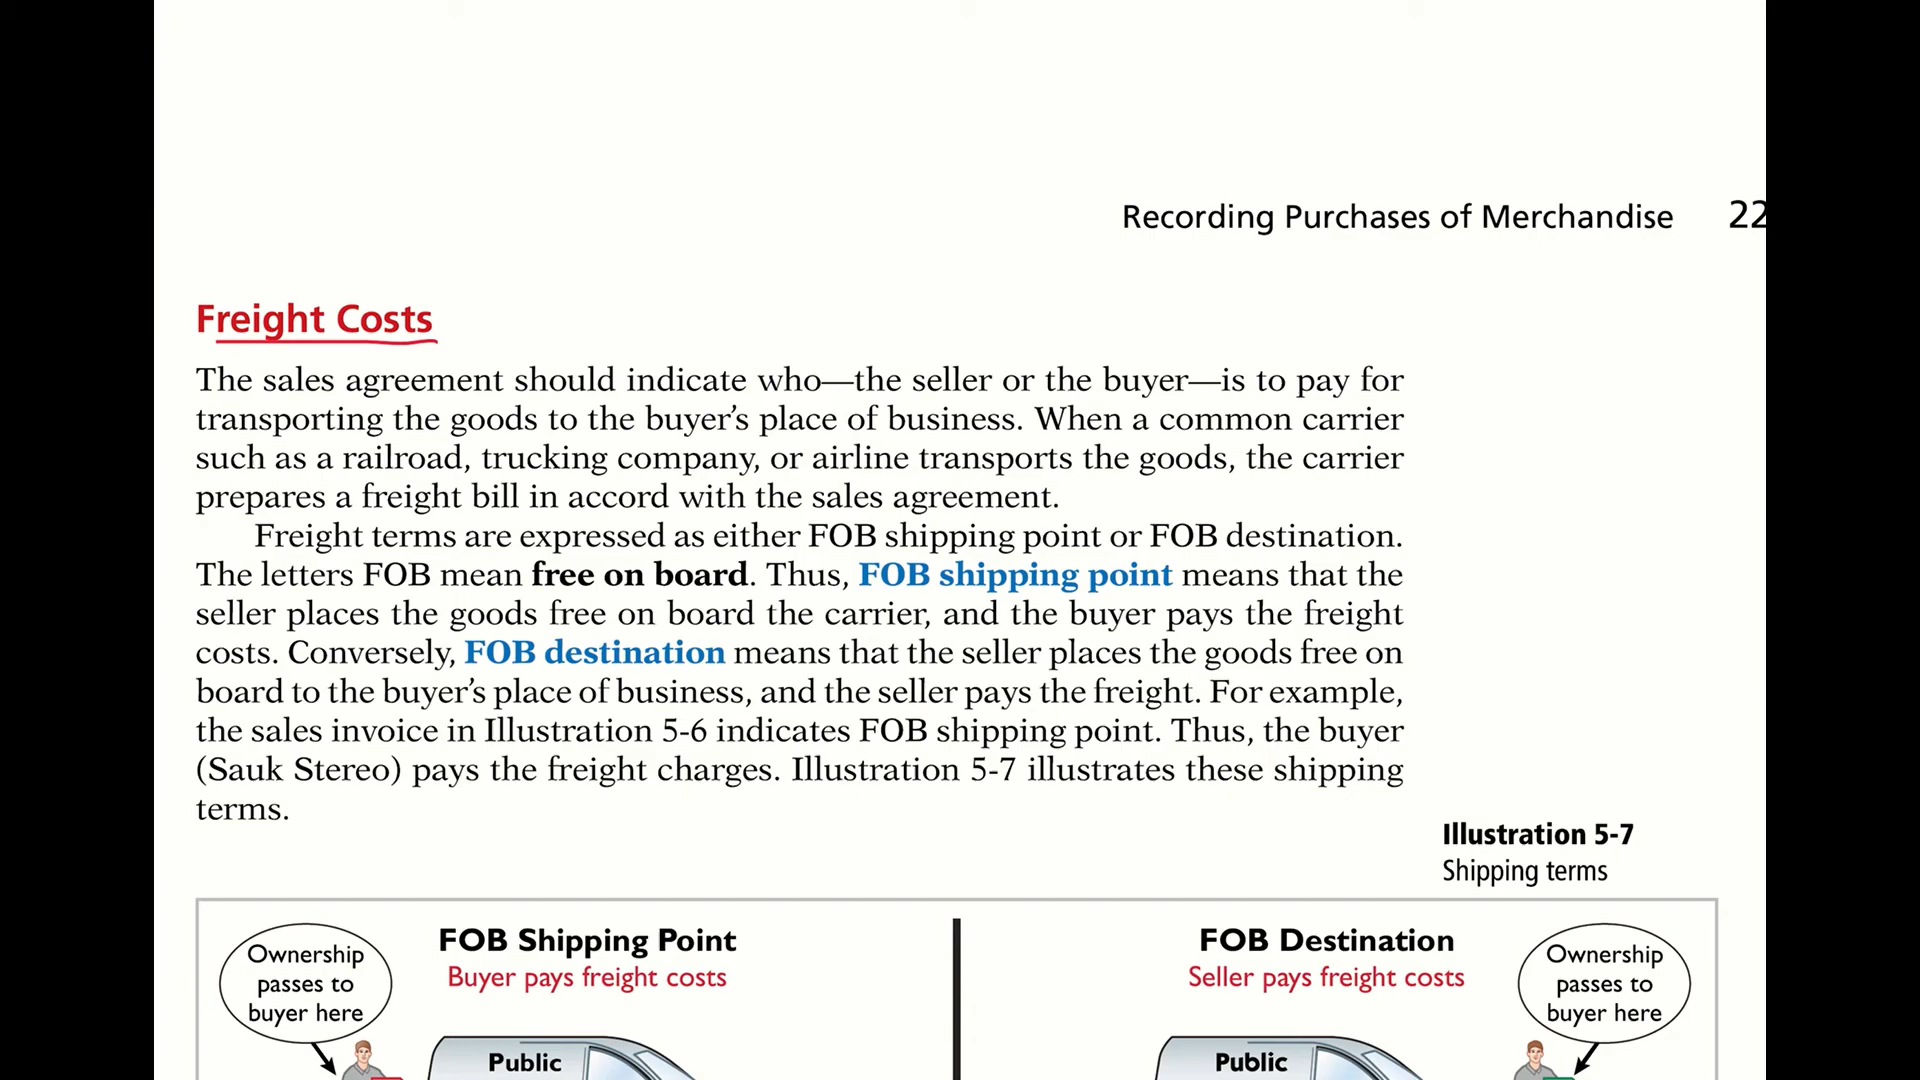 Recording Purchases of Merchandise 22
Freight Costs
The sales agreement should indicate who—the seller or the buyer—is to pay for
transporting the goods to the buyer’s place of business. When a common carrier
such as a railroad, trucking company, or airline transports the goods, the carrier
prepares a freight bill in accord with the sales agreement.
Freight terms are expressed as either FOB shipping point or FOB destination.
The letters FOB mean free on board. Thus, FOB shipping point means that the
seller places the goods free on board the carrier, and the buyer pays the freight
costs. Conversely, FOB destination means that the seller places the goods free on
board to the buyer’s place of business, and the seller pays the freight. For example,
the sales invoice in Illustration 5-6 indicates FOB shipping point. Thus, the buyer
(Sauk Stereo) pays the freight charges. Illustration 5-7 illustrates these shipping
terms.
Illustration 5-7
Shipping terms
Ownership
passes to
buyer here
FOB Shipping Point
Buyer pays freight costs
Public
FOB Destination
Seller pays freight costs
Public
Ownership
passes to
buyer here